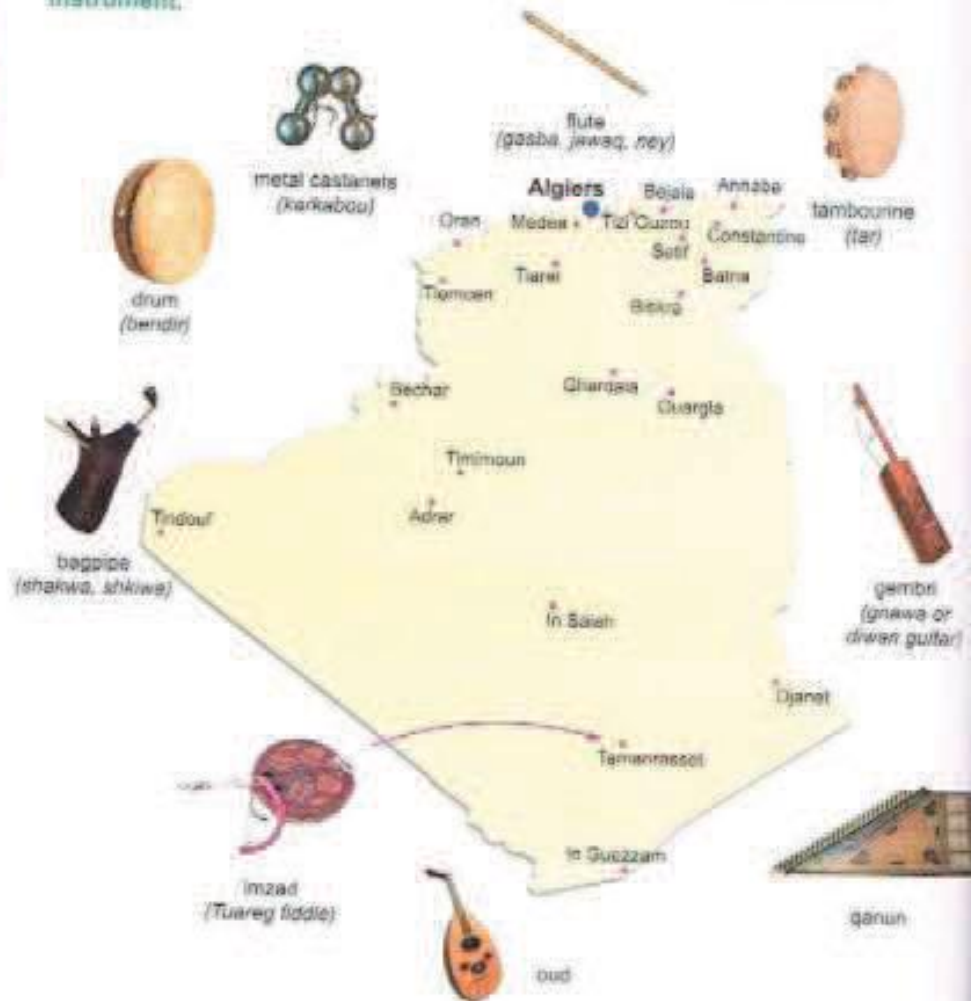 instrument.
flute
(gasba, jawaq, ney)
metal castanets
(karkabou)
tambourine
(tar)
drum
(bendir)
Algiers
Bejaia
Annaba
Oran
Medea
Tizi Ouzou
Constantine
Setif
Tiaret
Batna
Tlemcen
Biskra
Bechar
Ghardaia
Ouargla
Timimoun
Adrar
Tindouf
bagpipe
(shakwa, shkiwa)
gembri
(gnawa or
diwan guitar)
In Salah
Djanet
Tamanrasset
imzad
(Tuareg fiddle)
In Guezzam
qanun
oud